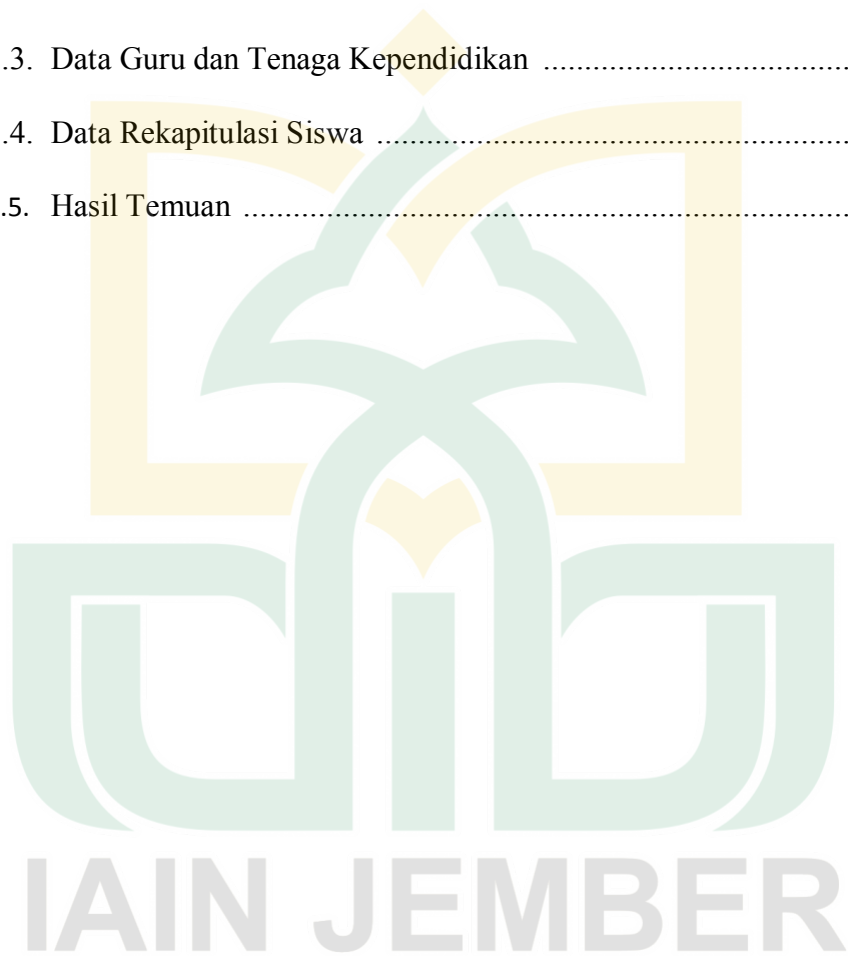 .3. Data Guru dan Tenaga Kependidikan ................................
.4. Data Rekapitulasi Siswa .................................................
.5. Hasil Temuan ..................................................................
IAIN JEMBER